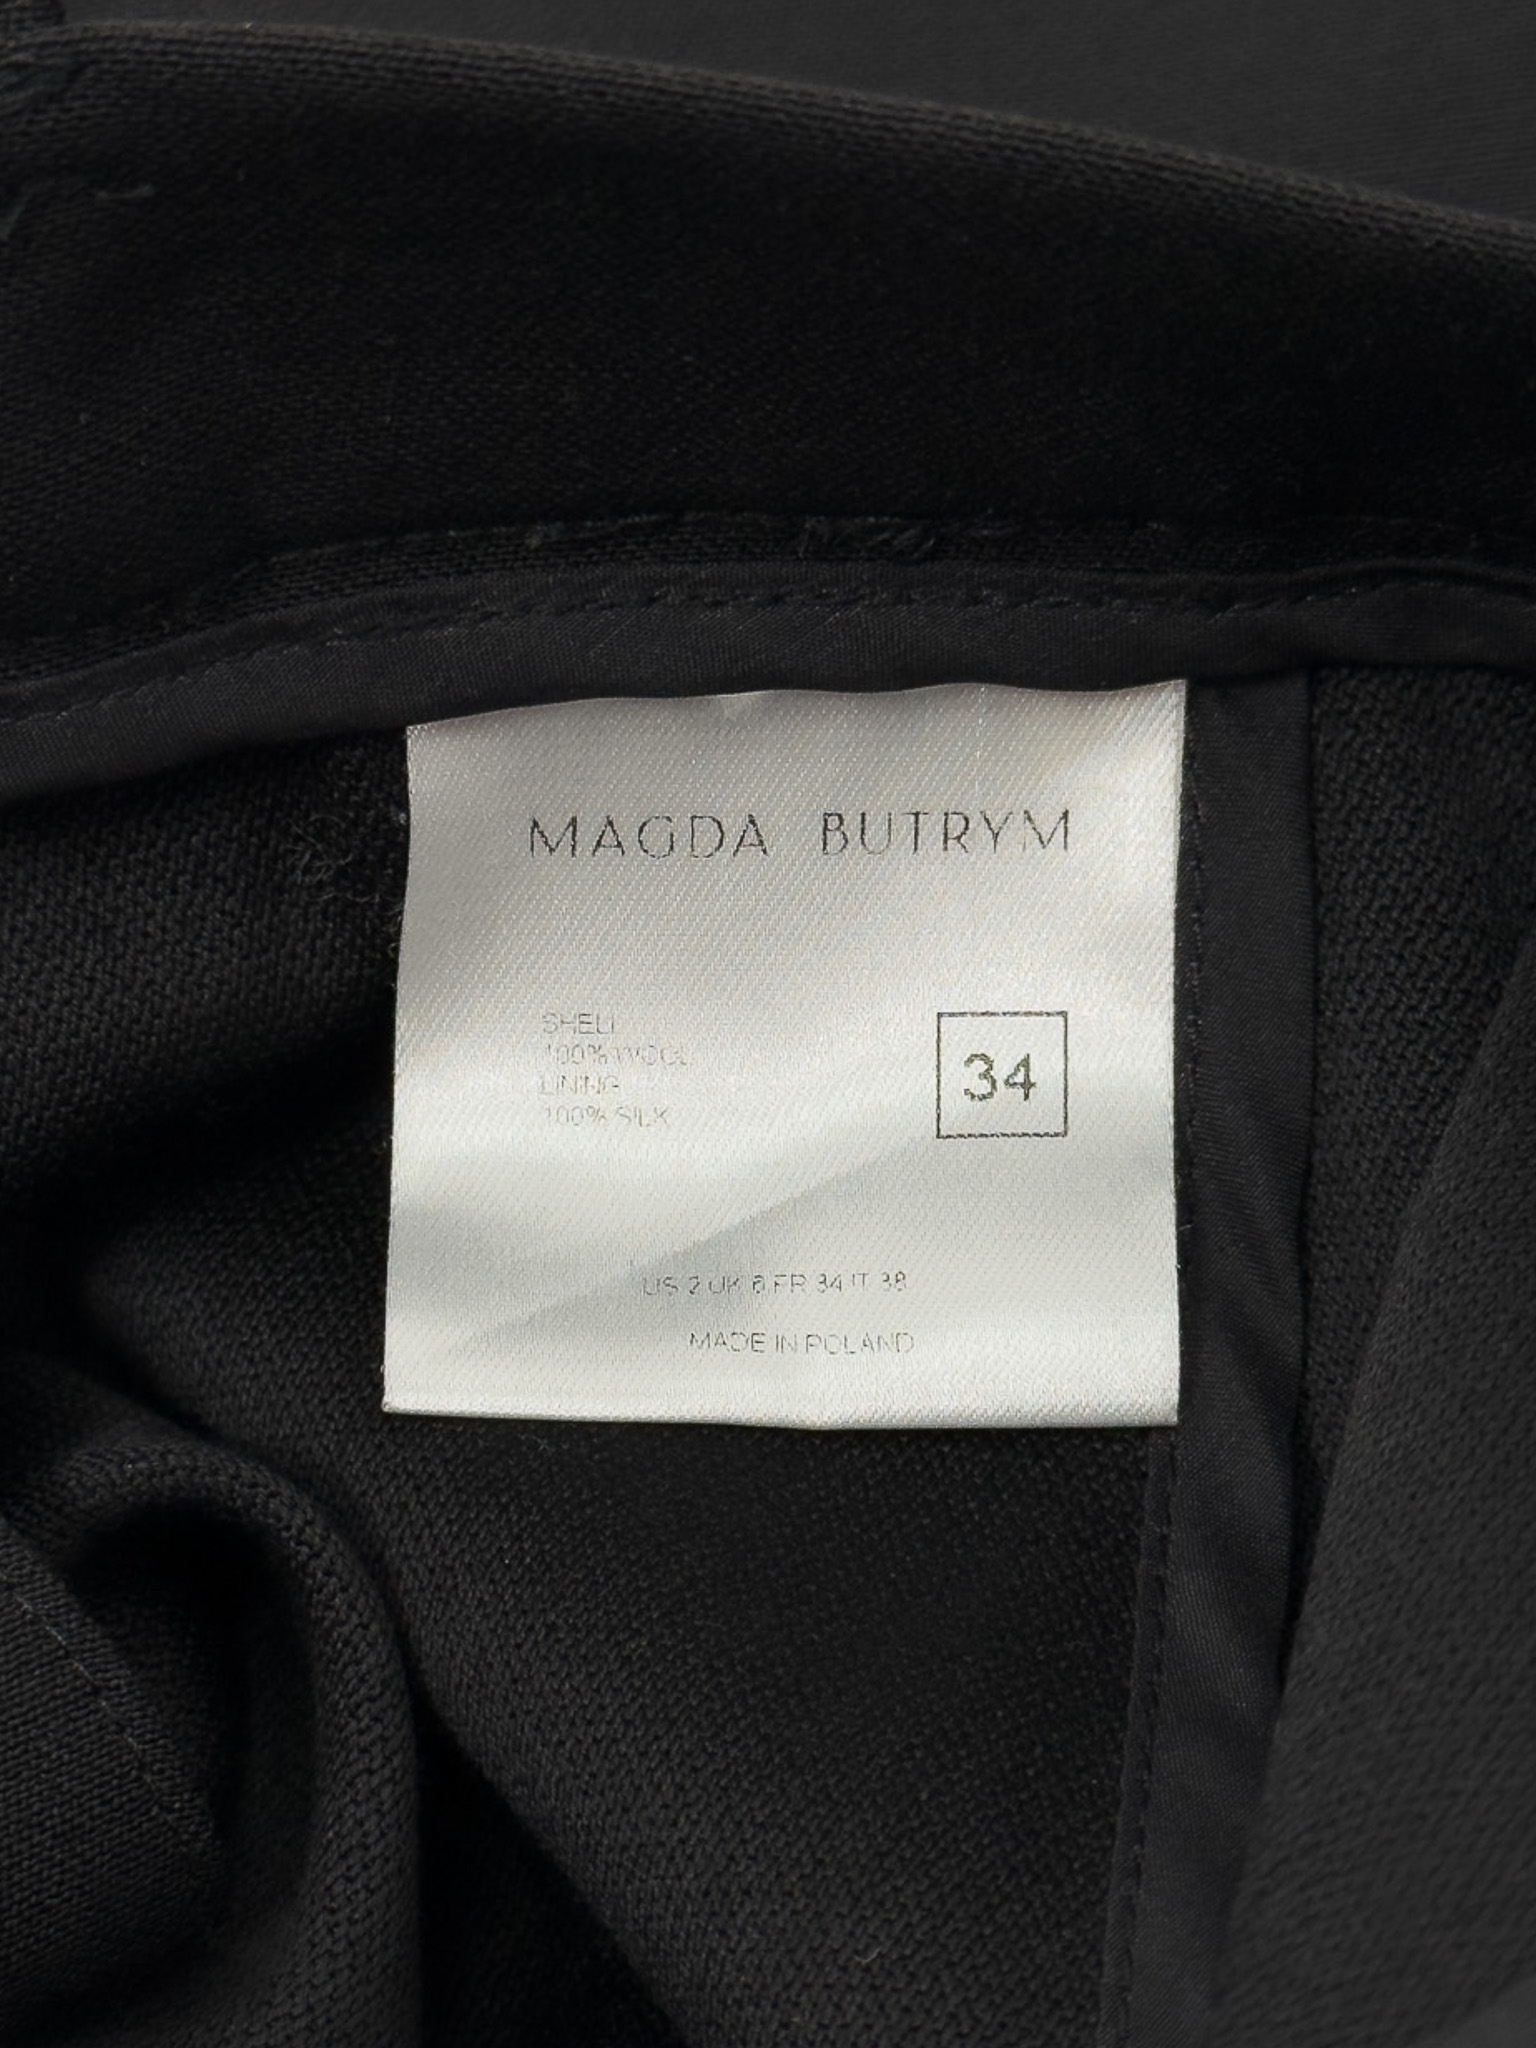 MAGDA BUTRYM
SHELL
100% WOOL
LINING
100% SILK
34
US 2 UK 6 FR 34 IT 38
MADE IN POLAND